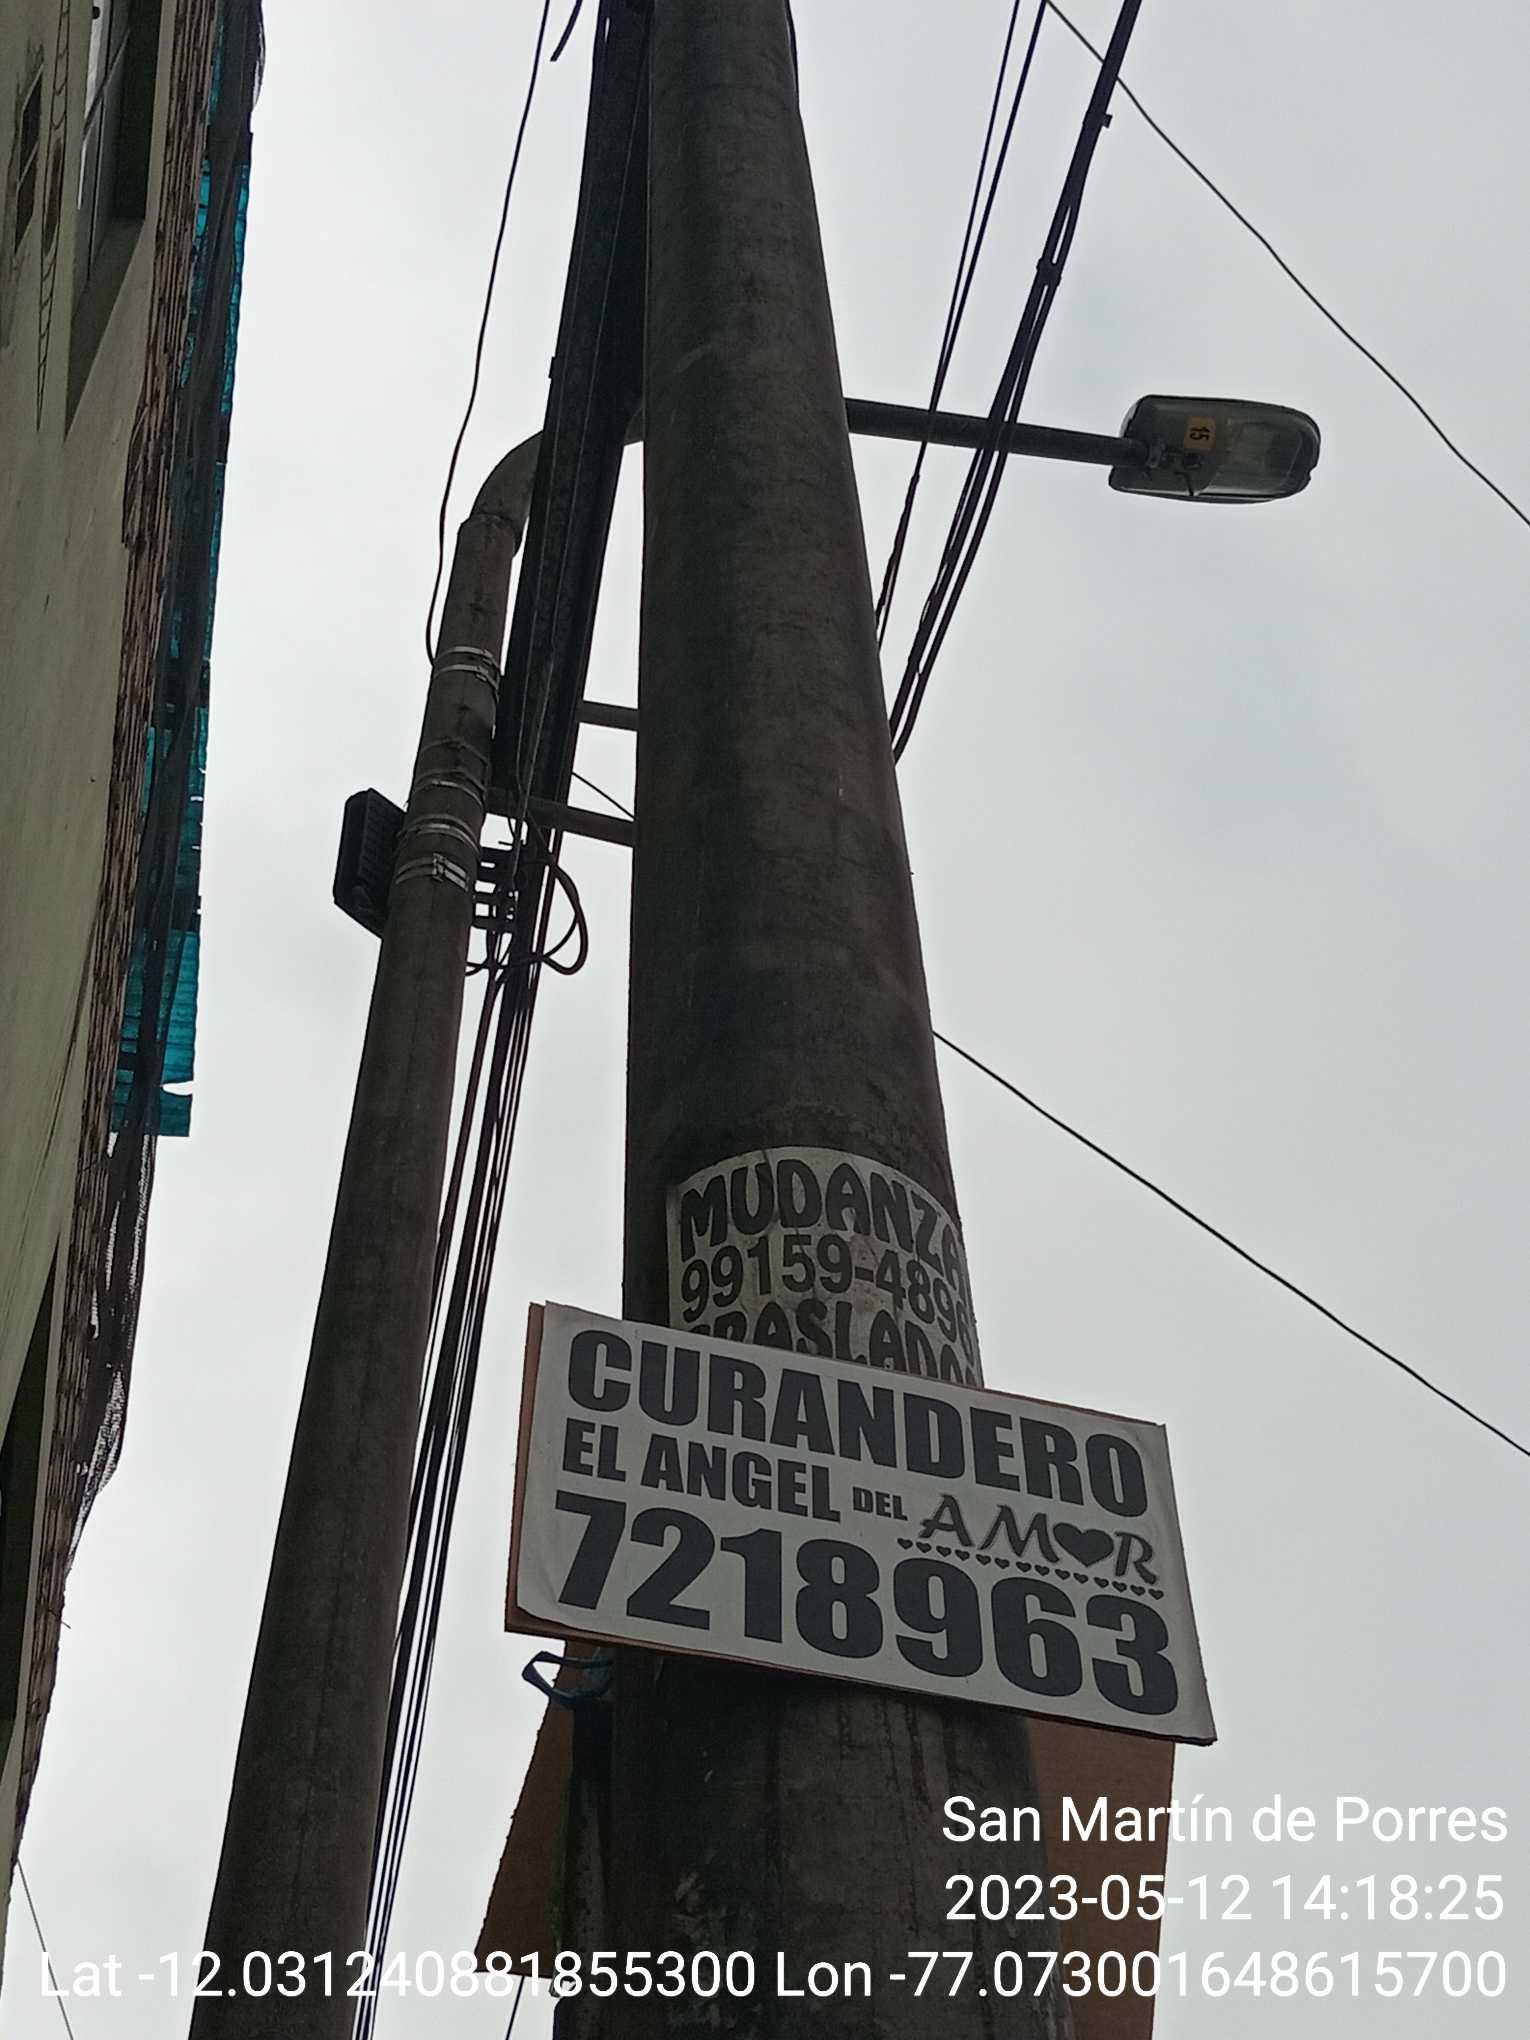 15
MUDANZA
99159-4896
TRASLADO
CURANDERO
EL ANGEL DEL AMOR
7218963
San Martín de Porres
2023-05-12 14:18:25
Lat -12.031240881855300 Lon -77.073001648615700